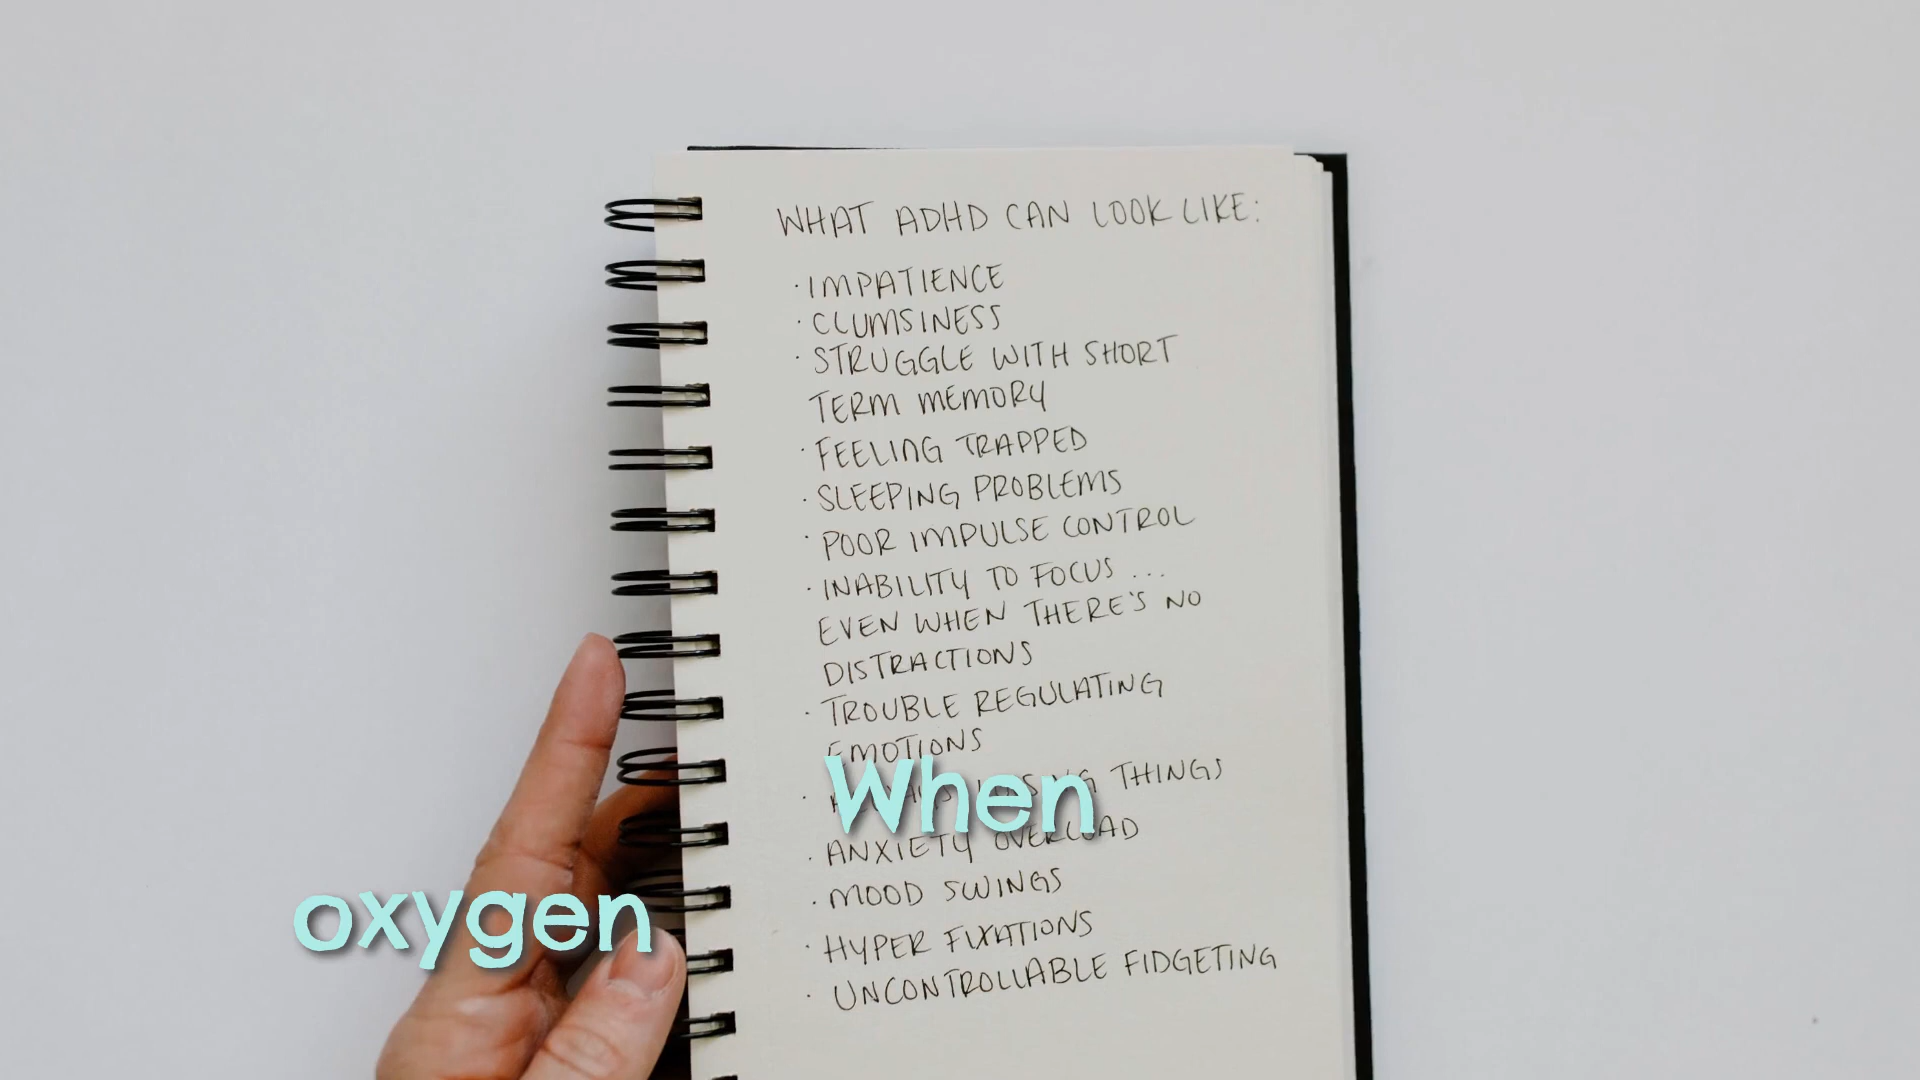 WHAT ADHD CAN LOOK LIKE:
· IMPATIENCE
· CLUMSINESS
· STRUGGLE WITH SHORT
TERM MEMORY
· FEELING TRAPPED
· SLEEPING PROBLEMS
· POOR IMPULSE CONTROL
· INABILITY TO FOCUS ...
EVEN WHEN THERE'S NO
DISTRACTIONS
· TROUBLE REGULATING
EMOTIONS
When
· THINGS
· ANXIETY OVERLOAD
· MOOD SWINGS
oxygen
· HYPER FIXATIONS
· UNCONTROLLABLE FIDGETING